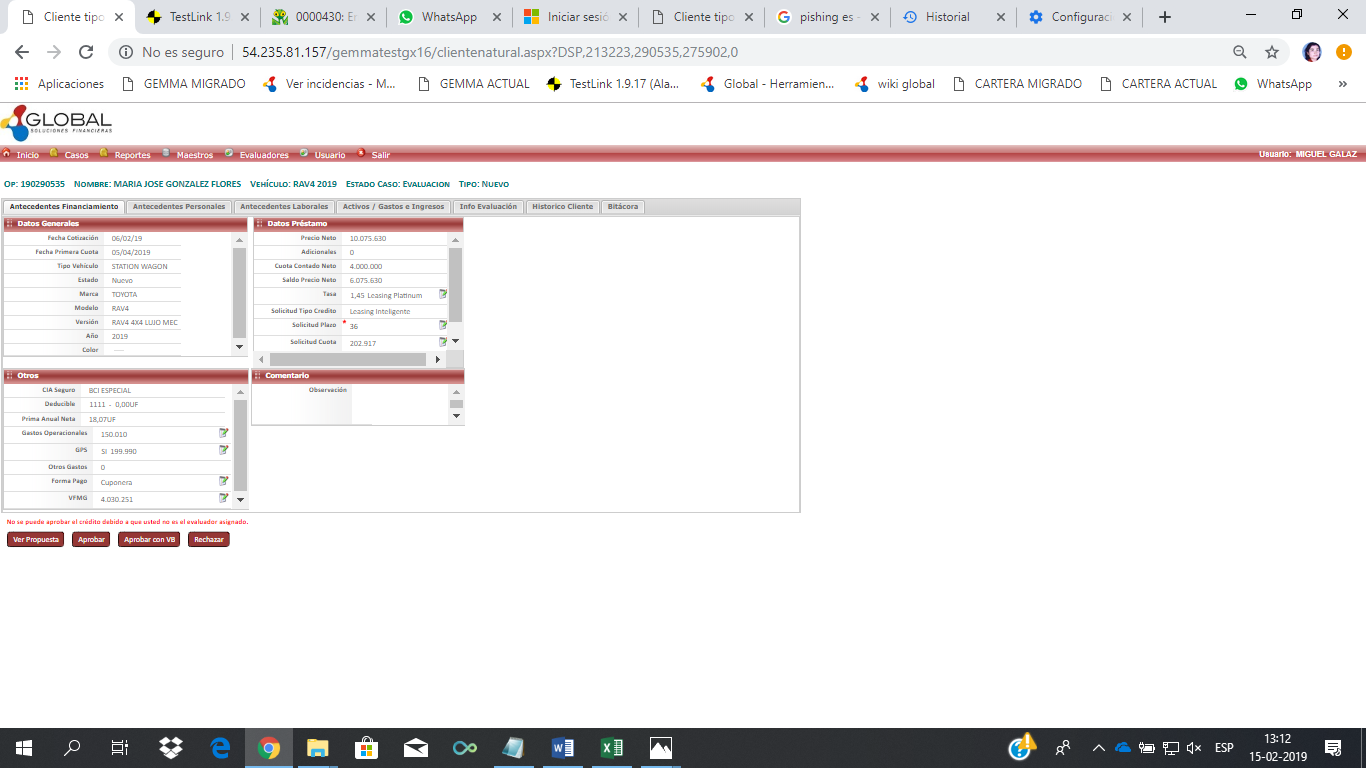 Cliente tipo
TestLink 1.9
0000430: Er
WhatsApp
Iniciar sesió
Cliente tipo
pishing es -
Historial
Configuraci
No es seguro | 54.235.81.157/gemmatestgx16/clientenatural.aspx?DSP,213223,290535,275902,0
Aplicaciones GEMMA MIGRADO Ver incidencias - M... GEMMA ACTUAL TestLink 1.9.17 (Ala... Global - Herramien... wiki global CARTERA MIGRADO CARTERA ACTUAL WhatsApp »
GLOBAL
SOLUCIONES FINANCIERAS
Inicio Casos Reportes Maestros Evaluadores Usuario Salir Usuario: MIGUEL GALAZ
Op: 190290535 Nombre: MARIA JOSE GONZALEZ FLORES Vehículo: RAV4 2019 Estado Caso: Evaluacion Tipo: Nuevo
Antecedentes Financiamiento Antecedentes Personales Antecedentes Laborales Activos / Gastos e Ingresos Info Evaluación Historico Cliente Bitácora
Datos Generales
Fecha Cotización 06/02/19
Fecha Primera Cuota 05/04/2019
Tipo Vehículo STATION WAGON
Estado Nuevo
Marca TOYOTA
Modelo RAV4
Versión RAV4 4X4 LUJO MEC
Año 2019
Color ----
Datos Préstamo
Precio Neto 10.075.630
Adicionales 0
Cuota Contado Neto 4.000.000
Saldo Precio Neto 6.075.630
Tasa 1,45 Leasing Platinum
Solicitud Tipo Credito Leasing Inteligente
Solicitud Plazo * 36
Solicitud Cuota 202.917
Otros
CIA Seguro BCI ESPECIAL
Deducible 1111 - 0,00UF
Prima Anual Neta 18,07UF
Gastos Operacionales 150.010
GPS SI 199.990
Otros Gastos 0
Forma Pago Cuponera
VFMG 4.030.251
Comentario
Observación
No se puede aprobar el crédito debido a que usted no es el evaluador asignado.
Ver Propuesta Aprobar Aprobar con VB Rechazar
ESP
13:12
15-02-2019